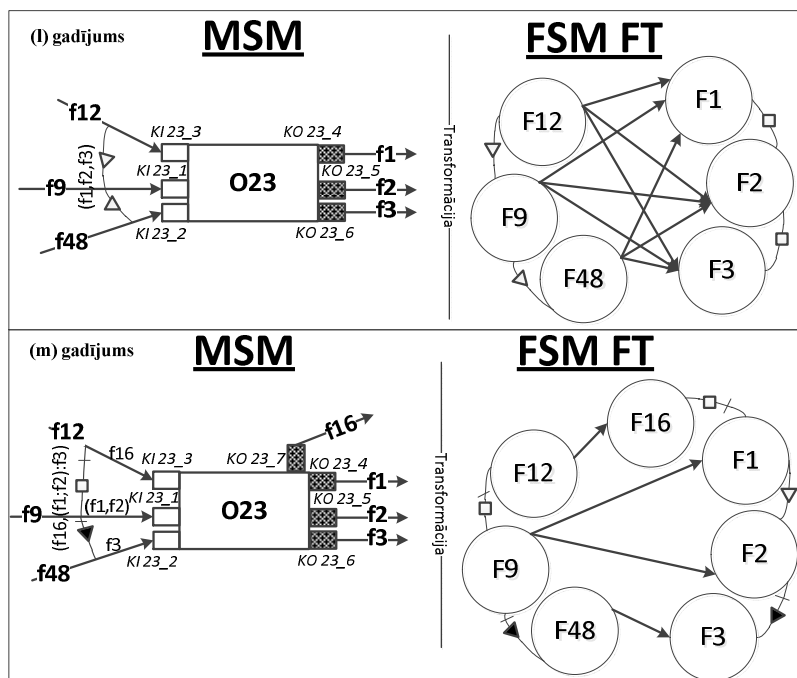 (l) gadījums
MSM
FSM FT
f12
KI 23_3
KO 23_4
f1
(f1,f2,f3)
KI 23_1
O23
KO 23_5
f9
f2
f3
f48
KI 23_2
KO 23_6
Transformācija
F12
F1
F2
F9
F48
F3
(m) gadījums
MSM
FSM FT
f12
f16
KI 23_3
KO 23_7
f16
KO 23_4
f1
(f16,(f1;f2):f3)
KI 23_1
(f1,f2)
O23
KO 23_5
f9
f2
f3
f48
f3
KI 23_2
KO 23_6
Transformācija
F16
F12
F1
F9
F2
F48
F3